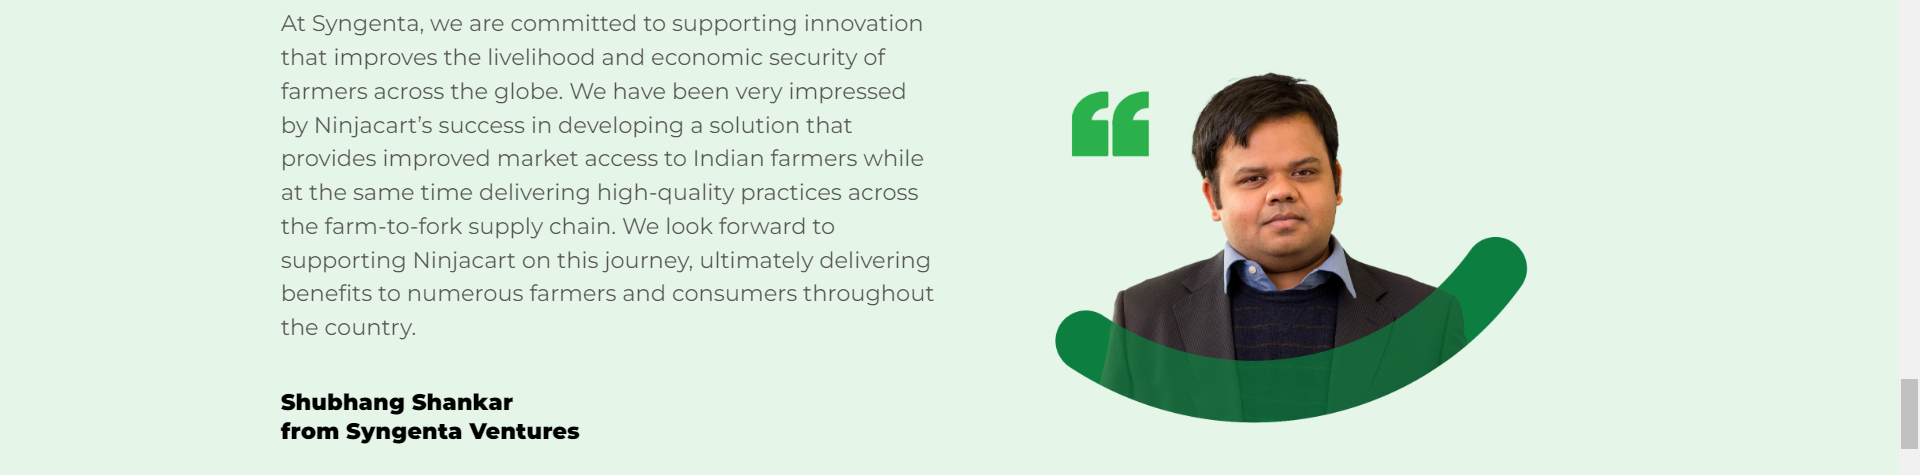 At Syngenta, we are committed to supporting innovation
that improves the livelihood and economic security of
farmers across the globe. We have been very impressed
by Ninjacart’s success in developing a solution that
provides improved market access to Indian farmers while
at the same time delivering high-quality practices across
the farm-to-fork supply chain. We look forward to
supporting Ninjacart on this journey, ultimately delivering
benefits to numerous farmers and consumers throughout
the country.
Shubhang Shankar
from Syngenta Ventures